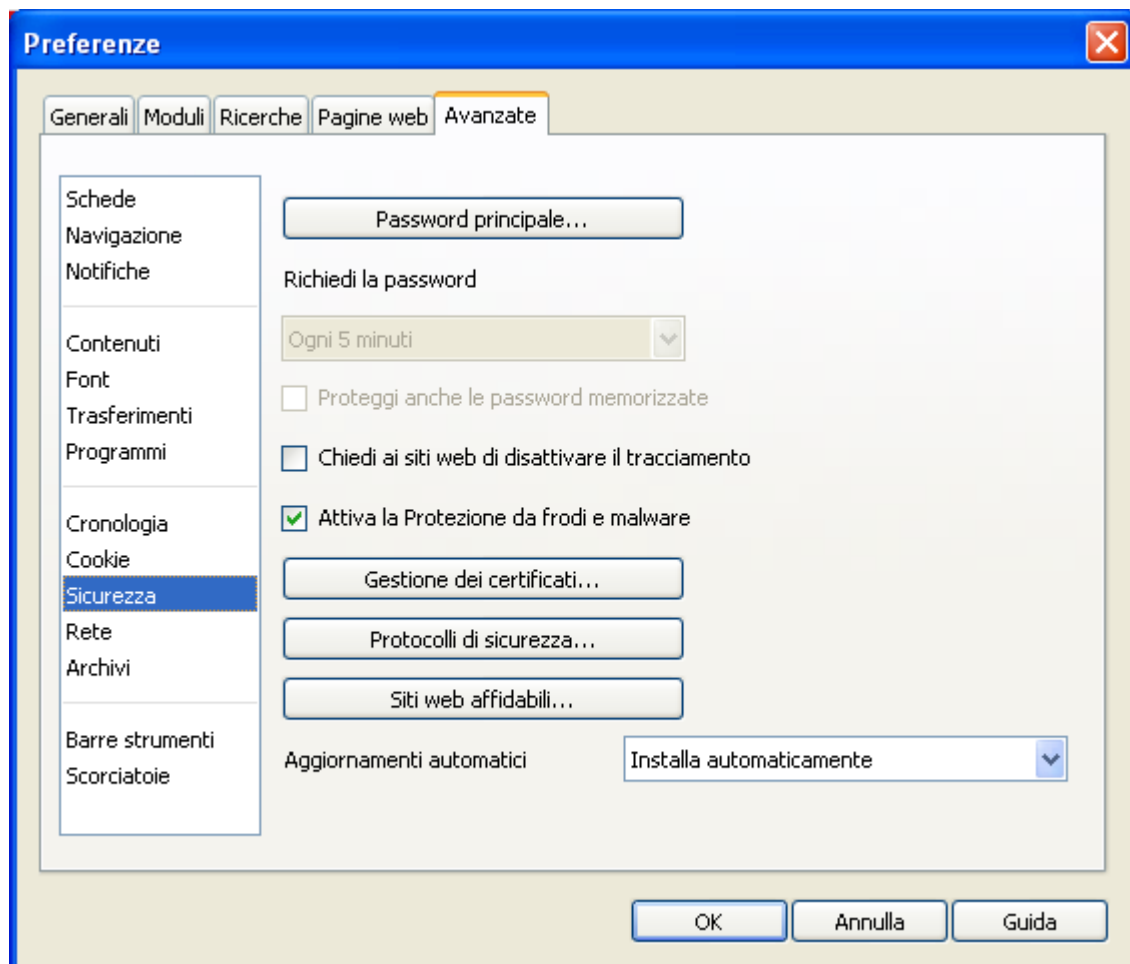 Preferenze
Generali Moduli Ricerche Pagine web Avanzate
Schede
Navigazione
Notifiche
Contenuti
Font
Trasferimenti
Programmi
Cronologia
Cookie
Sicurezza
Rete
Archivi
Barre strumenti
Scorciatoie
Password principale...
Richiedi la password
Ogni 5 minuti
Proteggi anche le password memorizzate
Chiedi ai siti web di disattivare il tracciamento
Attiva la Protezione da frodi e malware
Gestione dei certificati...
Protocolli di sicurezza...
Siti web affidabili...
Aggiornamenti automatici Installa automaticamente
OK Annulla Guida